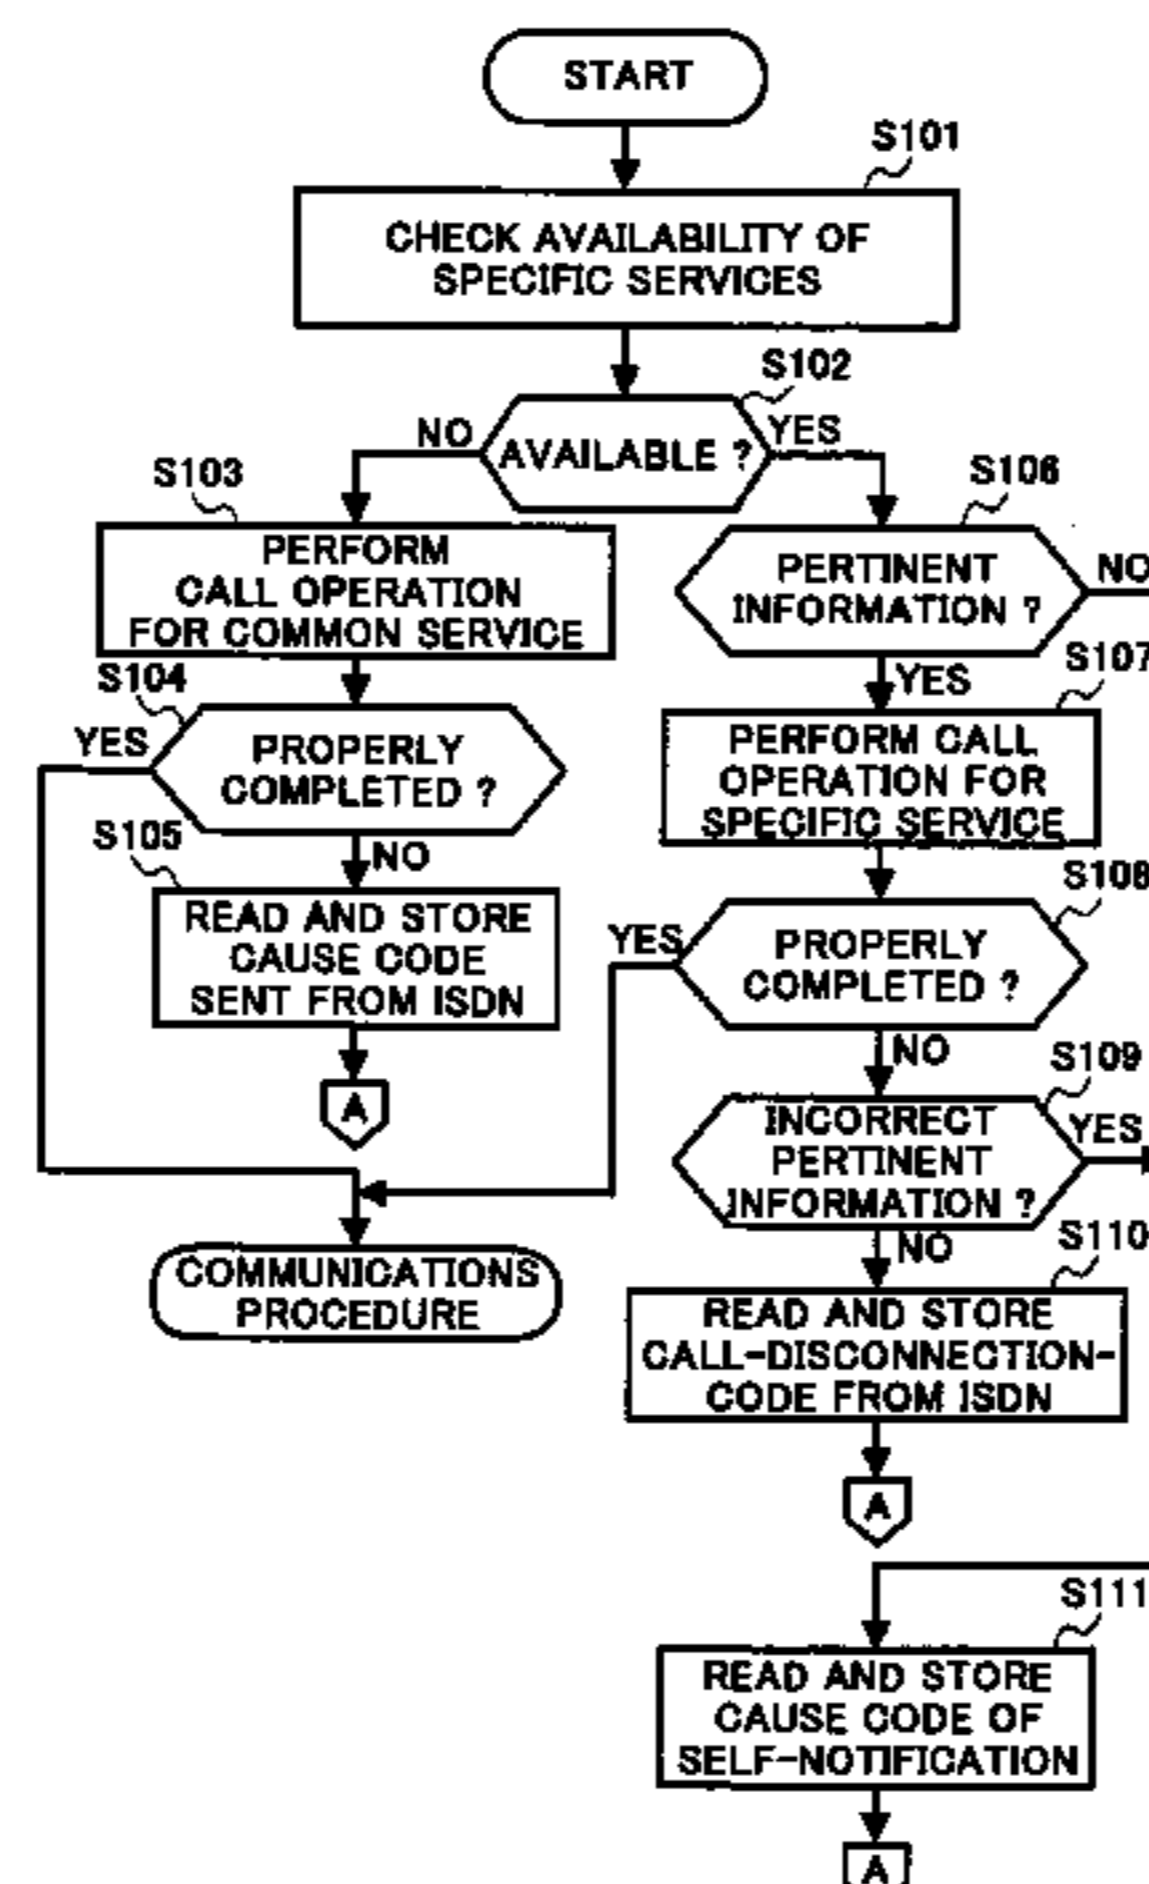 START
S101
CHECK AVAILABILITY OF
SPECIFIC SERVICES
S102
NO
AVAILABLE ?
YES
S103
PERFORM
CALL OPERATION
FOR COMMON SERVICE
S106
PERTINENT
INFORMATION ?
NO
S104
YES
PROPERLY
COMPLETED ?
YES
S107
PERFORM CALL
OPERATION FOR
SPECIFIC SERVICE
S105
NO
READ AND STORE
CAUSE CODE
SENT FROM ISDN
A
S108
YES
PROPERLY
COMPLETED ?
NO
S109
INCORRECT
PERTINENT
INFORMATION ?
YES
COMMUNICATIONS
PROCEDURE
NO
S110
READ AND STORE
CALL-DISCONNECTION-
CODE FROM ISDN
A
S111
READ AND STORE
CAUSE CODE OF
SELF-NOTIFICATION
A